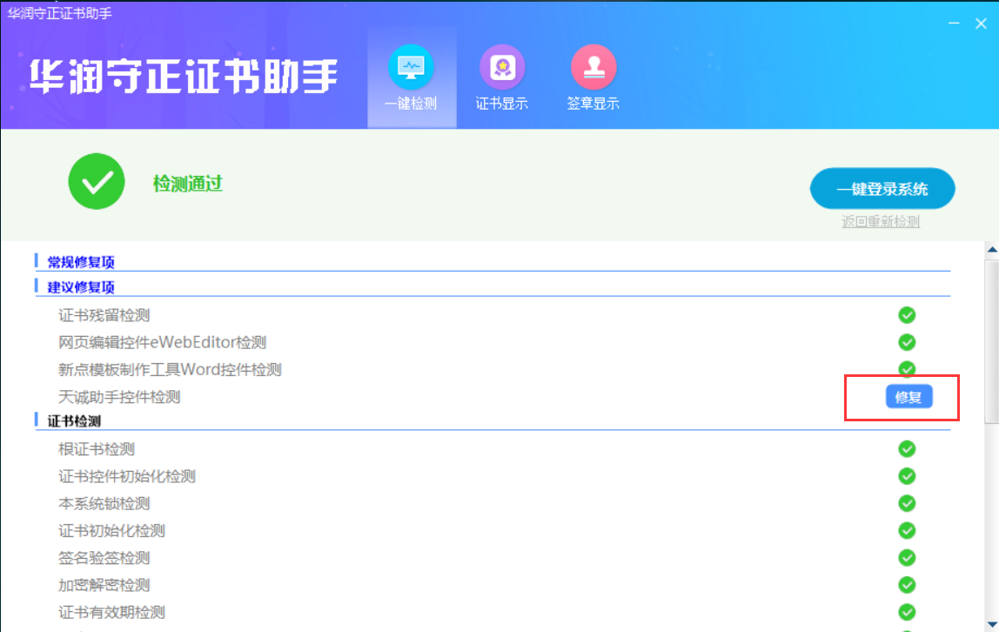 华润守正证书助手
华润守正证书助手
一键检测
证书显示
签章显示
检测通过
一键登录系统
返回重新检测
常规修复项
建议修复项
证书残留检测
网页编辑控件eWebEditor检测
新点模板制作工具Word控件检测
天诚助手控件检测
修复
证书检测
根证书检测
证书控件初始化检测
本系统锁检测
证书初始化检测
签名验签检测
加密解密检测
证书有效期检测